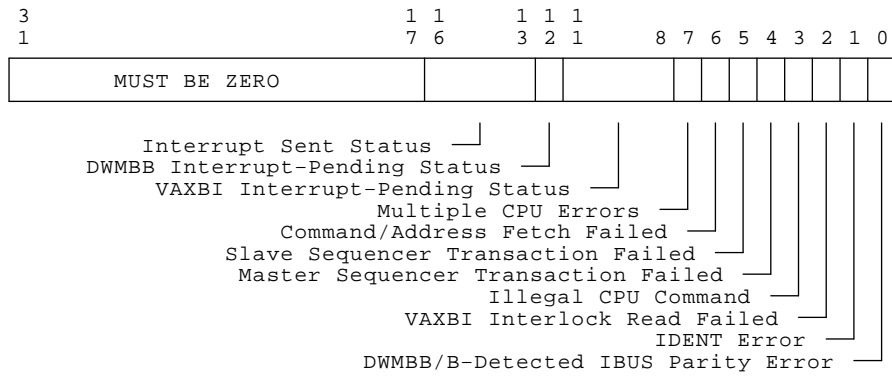 3 1 1 1 1 1
1 7 6 3 2 1 8 7 6 5 4 3 2 1 0
MUST BE ZERO
Interrupt Sent Status
DWMBB Interrupt-Pending Status
VAXBI Interrupt-Pending Status
Multiple CPU Errors
Command/Address Fetch Failed
Slave Sequencer Transaction Failed
Master Sequencer Transaction Failed
Illegal CPU Command
VAXBI Interlock Read Failed
IDENT Error
DWMBB/B-Detected IBUS Parity Error